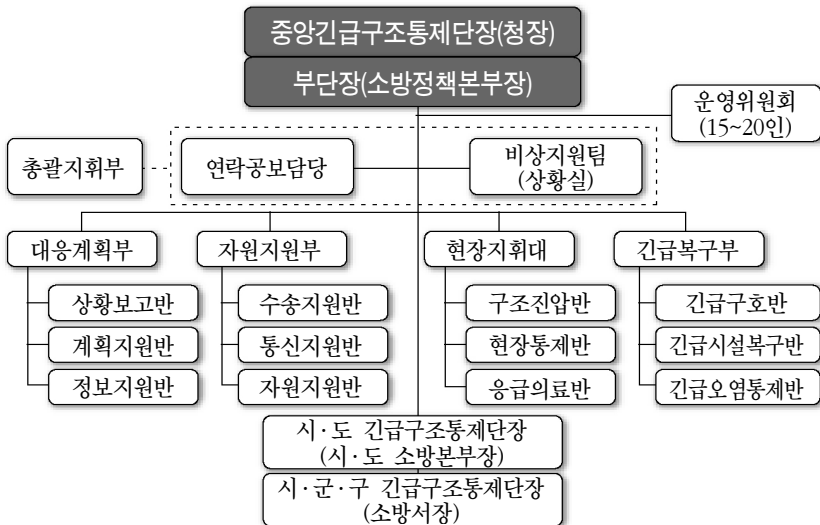 중앙긴급구조통제단장(청장)
부단장(소방정책본부장)
운영위원회
(15~20인)
총괄지휘부
연락공보담당
비상지원팀
(상황실)
대응계획부
자원지원부
현장지휘대
긴급복구부
상황보고반
수송지원반
구조진압반
긴급구호반
계획지원반
통신지원반
현장통제반
긴급시설복구반
정보지원반
자원지원반
응급의료반
긴급오염통제반
시·도 긴급구조통제단장
(시·도 소방본부장)
시·군·구 긴급구조통제단장
(소방서장)